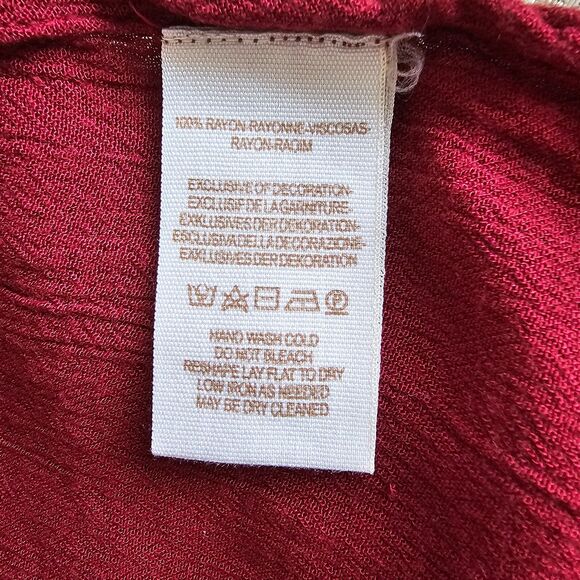 100% RAYON-RAYONNE-VISCOSAS-
RAYON-RAOIM
EXCLUSIVE OF DECORATION-
EXCLUSIF DE LA GARNITURE-
EXKLUSIVES DER DEKORATION-
ESCLUSIVA DELLA DECORAZIONE-
EXKLUSIVES DER DEKORATION
P
HAND WASH COLD
DO NOT BLEACH
RESHAPE LAY FLAT TO DRY
LOW IRON AS NEEDED
MAY BE DRY CLEANED